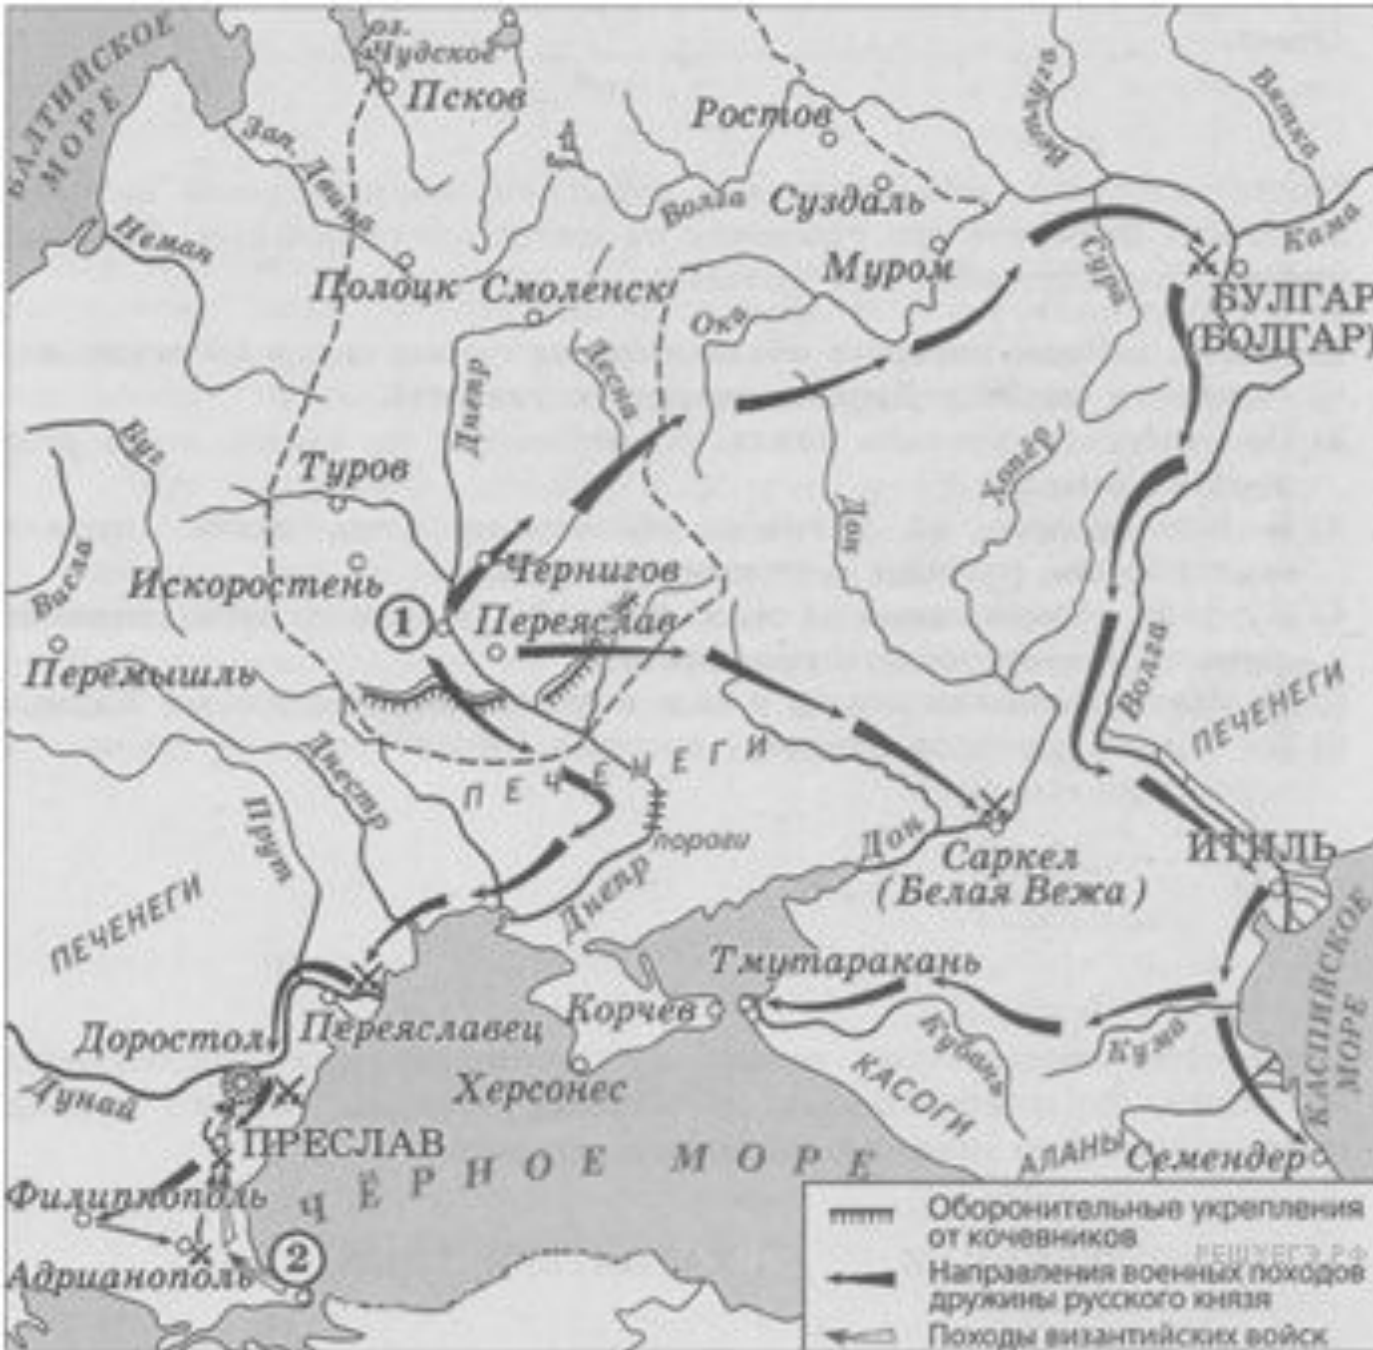 БАЛТИЙСКОЕ
МОРЕ
оз.
Чудское
Псков
Ростов
Ветлуга
Вятка
Зап. Двина
Волга
Суздаль
Кама
Неман
Полоцк
Смоленск
Муром
Сура
БУЛГАР
(БОЛГАР)
Ока
Десна
Днепр
Буг
Туров
Хопёр
Дон
Висла
Искоростень
Чернигов
1
Переяслав
Перемышль
Волга
ПЕЧЕНЕГИ
Днестр
ПЕЧЕНЕГИ
Прут
пороги
Дон
Саркел
(Белая Вежа)
ИТИЛЬ
Днепр
ПЕЧЕНЕГИ
КАСПИЙСКОЕ
МОРЕ
Тмутаракань
Корчев
Переяславец
Доростол
Кубань
Кума
Дунай
Херсонес
КАСОГИ
ПРЕСЛАВ
АЛАНЫ
Семендер
ЧЁРНОЕ МОРЕ
Филиппополь
2
Адрианополь
Оборонительные укрепления
от кочевников
РЕШУЕГЭ.РФ
Направления военных походов
дружины русского князя
Походы византийских войск